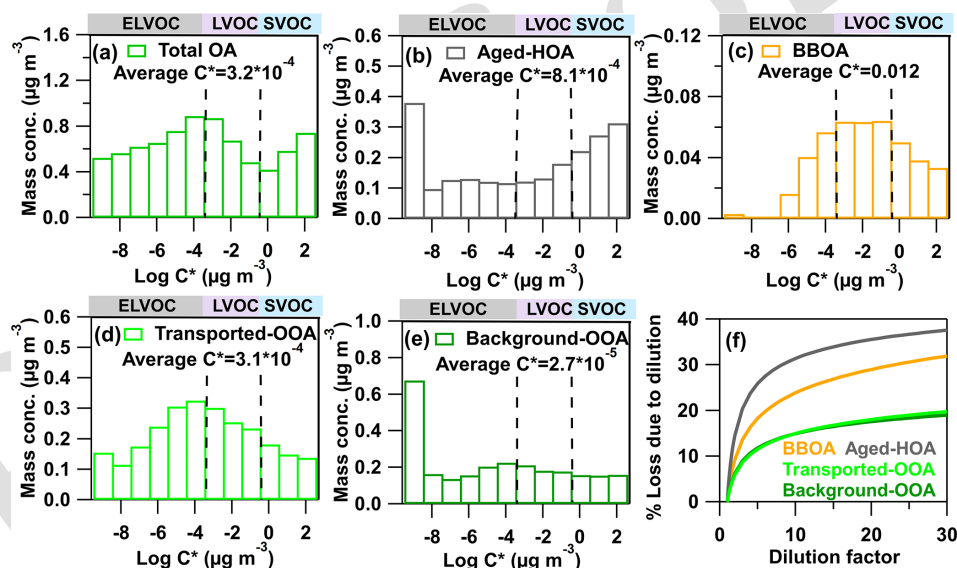 ELVOC LVOC SVOC
(a) Total OA
Average C*=3.2*10-4
Mass conc. (µg m-3)
1.6
1.2
0.8
0.4
0.0
-8 -6 -4 -2 0 2
Log C* (µg m-3)
ELVOC LVOC SVOC
(b) Aged-HOA
Average C*=8.1*10-4
Mass conc. (µg m-3)
0.6
0.5
0.4
0.3
0.2
0.1
0.0
-8 -6 -4 -2 0 2
Log C* (µg m-3)
ELVOC LVOC SVOC
(c) BBOA
Average C*=0.012
Mass conc. (µg m-3)
0.12
0.08
0.04
0.00
-8 -6 -4 -2 0 2
Log C* (µg m-3)
ELVOC LVOC SVOC
(d) Transported-OOA
Average C*=3.1*10-4
Mass conc. (µg m-3)
0.6
0.5
0.4
0.3
0.2
0.1
0.0
-8 -6 -4 -2 0 2
Log C* (µg m-3)
ELVOC LVOC SVOC
(e) Background-OOA
Average C*=2.7*10-5
Mass conc. (µg m-3)
1.0
0.8
0.6
0.4
0.2
0.0
-8 -6 -4 -2 0 2
Log C* (µg m-3)
(f)
% Loss due to dilution
40
30
20
10
0
BBOA Aged-HOA
Transported-OOA
Background-OOA
0 10 20 30
Dilution factor